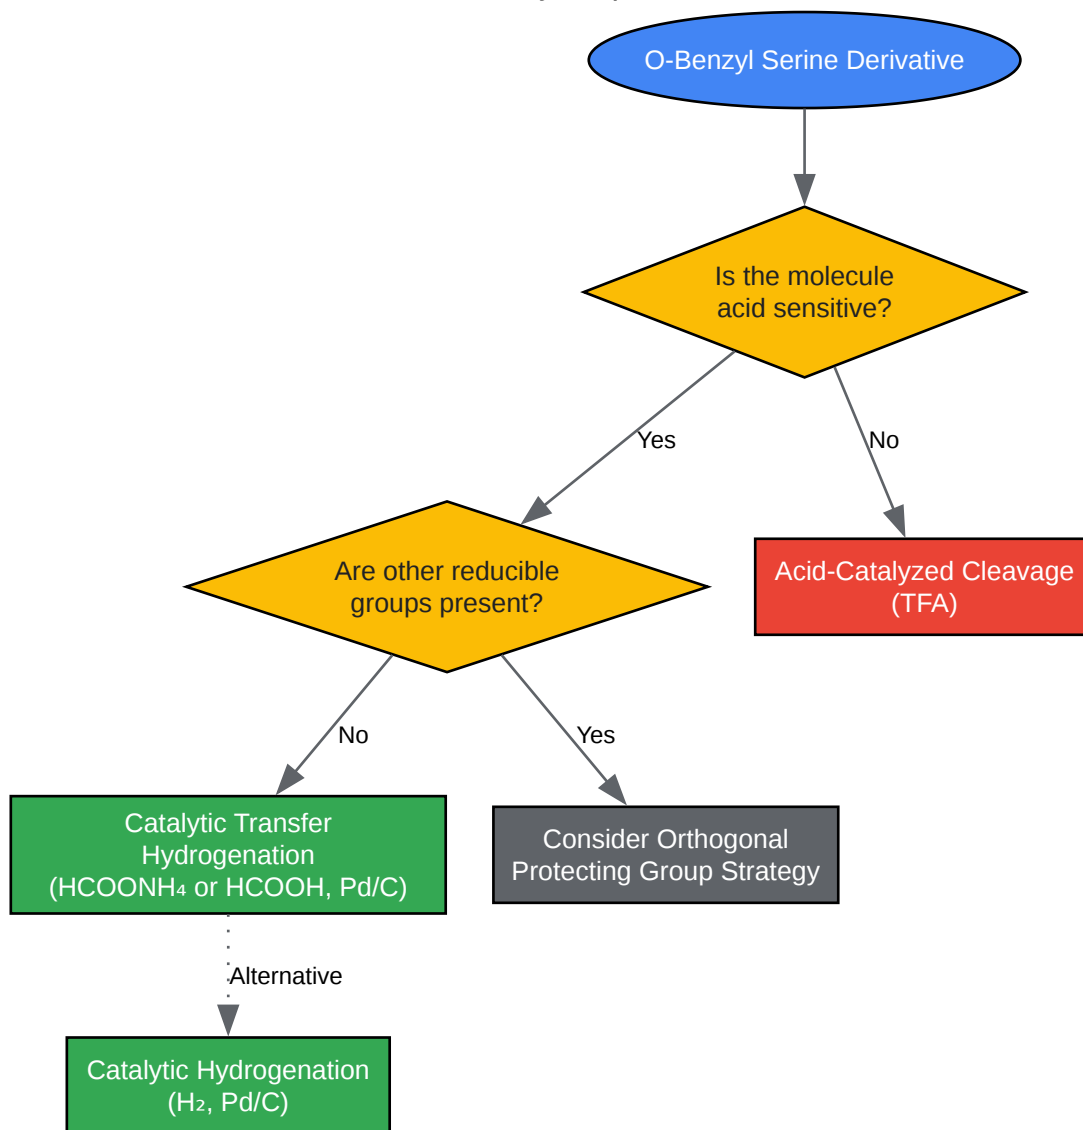 O-Benzyl Serine Derivative
Is the molecule
acid sensitive?
Yes
No
Are other reducible
groups present?
Acid-Catalyzed Cleavage
(TFA)
No
Yes
Catalytic Transfer
Hydrogenation
(HCOONH₄ or HCOOH, Pd/C)
Consider Orthogonal
Protecting Group Strategy
Alternative
Catalytic Hydrogenation
(H₂, Pd/C)